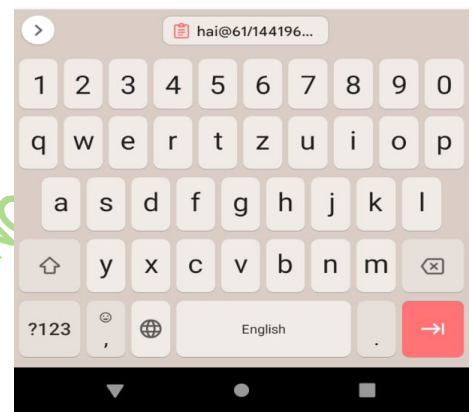 hai@61/144196...
1 2 3 4 5 6 7 8 9 0
q w e r t z u i o p
a s d f g h j k l
y x c v b n m
?123 , English .